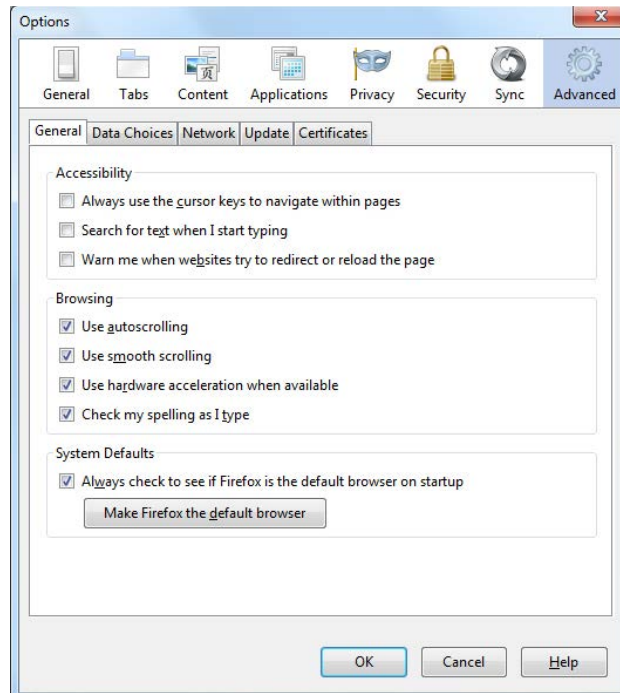 Options
General Tabs Content Applications Privacy Security Sync Advanced
General Data Choices Network Update Certificates
Accessibility
Always use the cursor keys to navigate within pages
Search for text when I start typing
Warn me when websites try to redirect or reload the page
Browsing
Use autoscrolling
Use smooth scrolling
Use hardware acceleration when available
Check my spelling as I type
System Defaults
Always check to see if Firefox is the default browser on startup
Make Firefox the default browser
OK Cancel Help